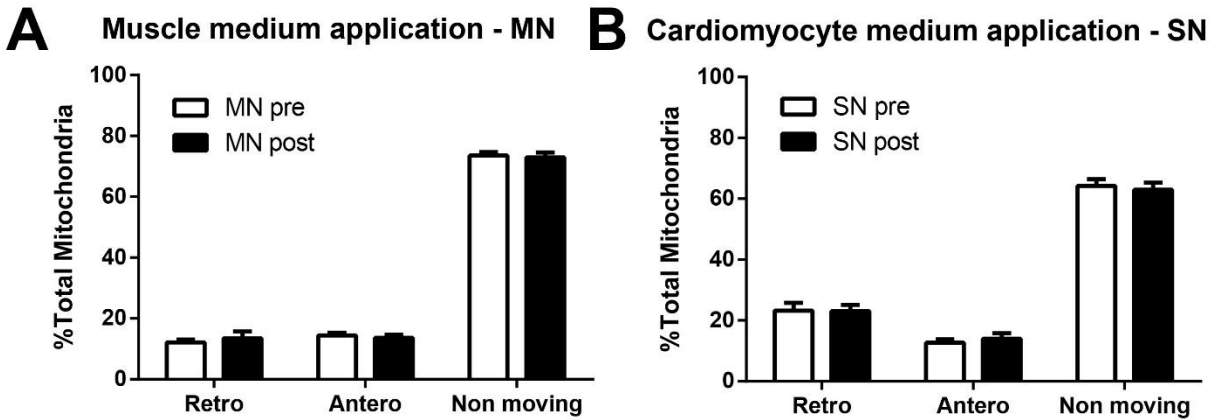 A Muscle medium application - MN
%Total Mitochondria
100
80
60
40
20
0
MN pre
MN post
Retro Antero Non moving
B Cardiomyocyte medium application - SN
%Total Mitochondria
100
80
60
40
20
0
SN pre
SN post
Retro Antero Non moving